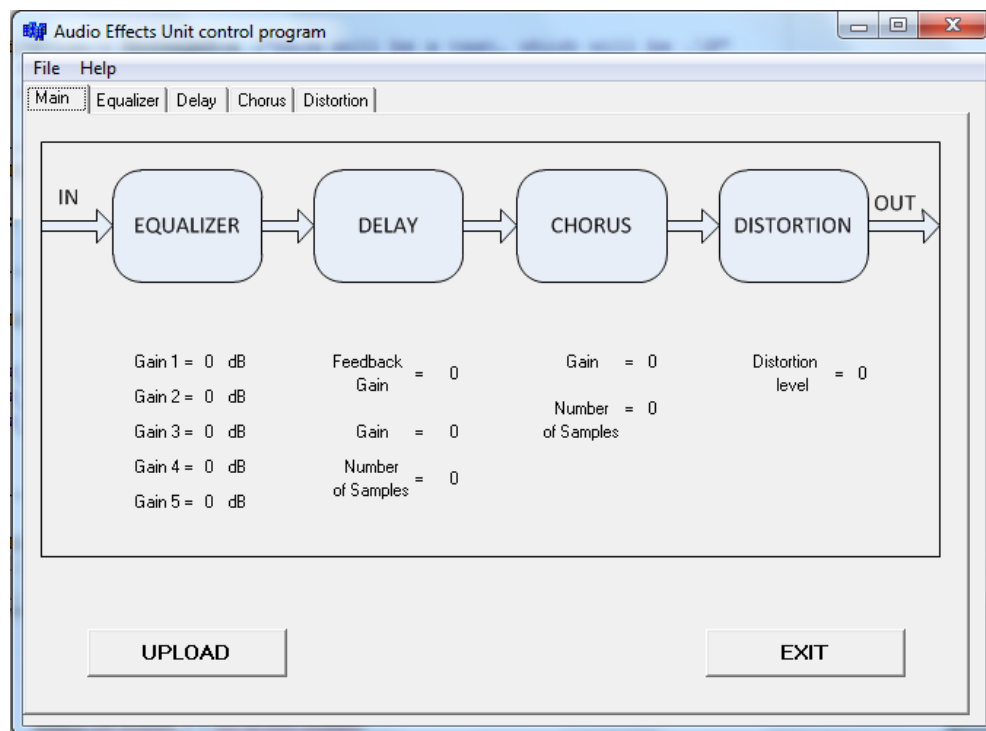 Audio Effects Unit control program
File Help
Main Equalizer Delay Chorus Distortion
IN
EQUALIZER
DELAY
CHORUS
DISTORTION
OUT
Gain 1 = 0 dB
Gain 2 = 0 dB
Gain 3 = 0 dB
Gain 4 = 0 dB
Gain 5 = 0 dB
Feedback
Gain = 0
Gain = 0
Number
of Samples = 0
Gain = 0
Number = 0
of Samples
Distortion
level = 0
UPLOAD
EXIT